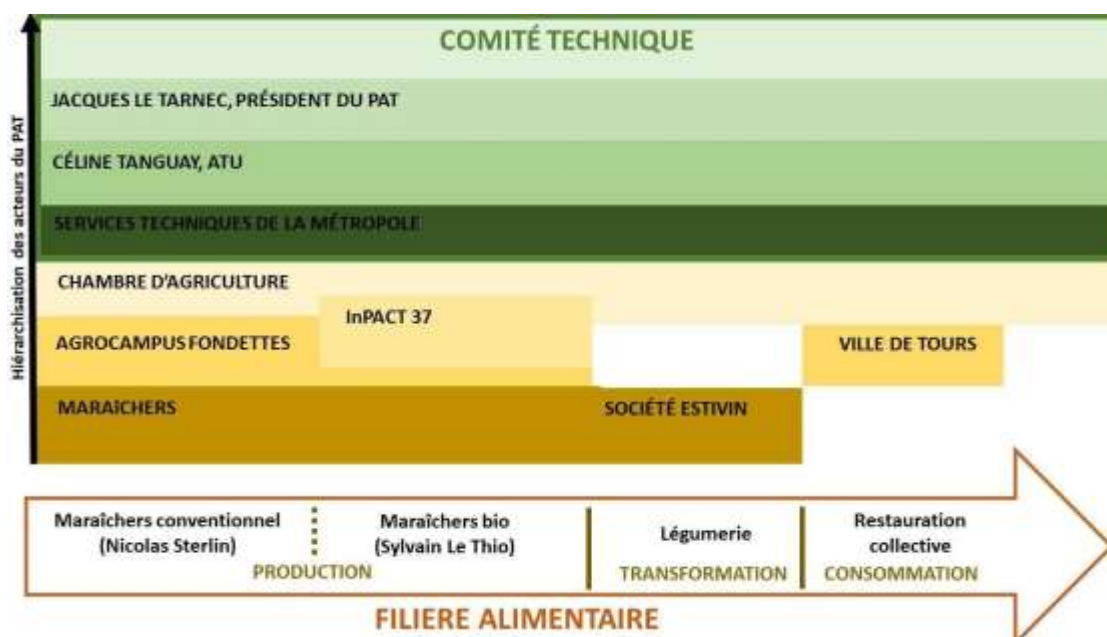 COMITÉ TECHNIQUE
Hiérarchisation des acteurs du PAT
JACQUES LE TARNEC, PRÉSIDENT DU PAT
CÉLINE TANGUAY, ATU
SERVICES TECHNIQUES DE LA MÉTROPOLE
CHAMBRE D'AGRICULTURE
InPACT 37
AGROCAMPUS FONDETTES
VILLE DE TOURS
MARAÎCHERS
SOCIÉTÉ ESTIVIN
Maraîchers conventionnel
(Nicolas Sterlin)
Maraîchers bio
(Sylvain Le Thio)
PRODUCTION
Légumerie
TRANSFORMATION
Restauration
collective
CONSOMMATION
FILIERE ALIMENTAIRE